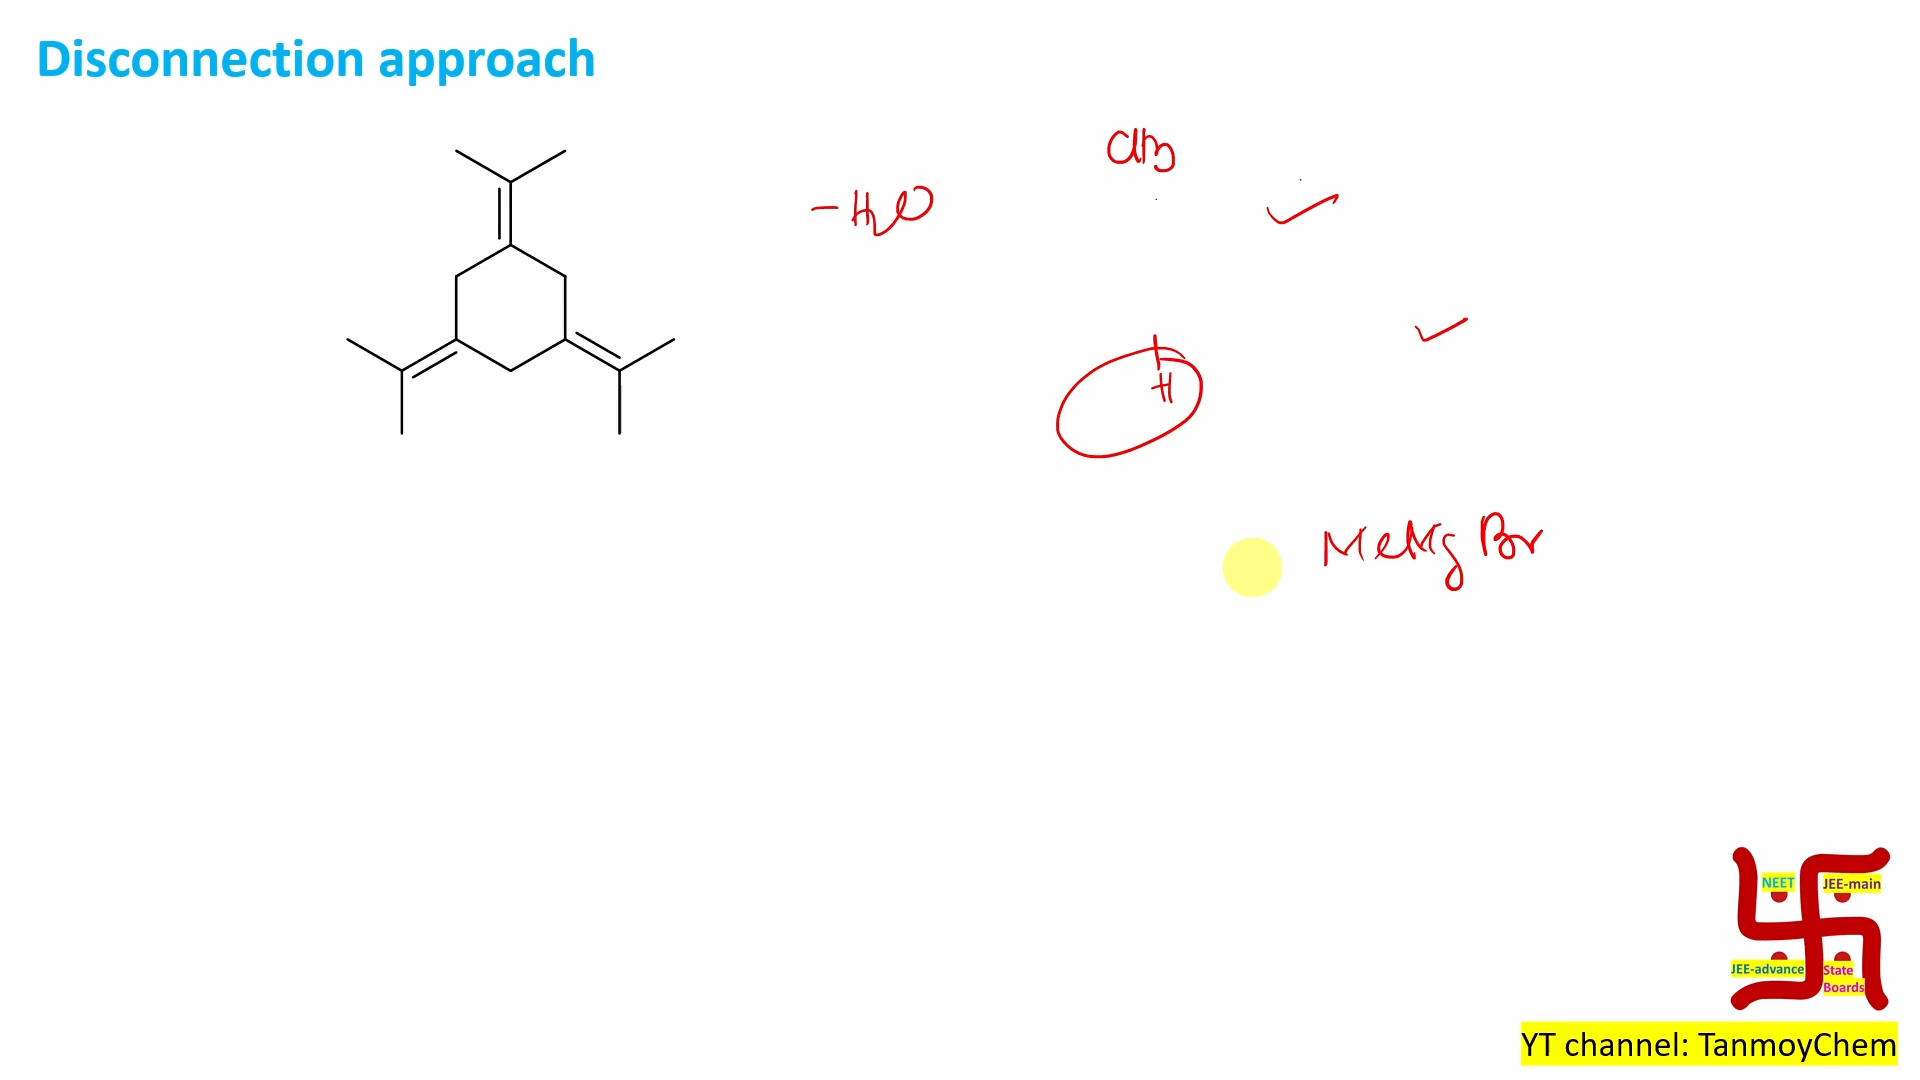 Disconnection approach
CH3
-H2O
H
MeMgBr
NEET
JEE-main
JEE-advance
State
Boards
YT channel: TanmoyChem